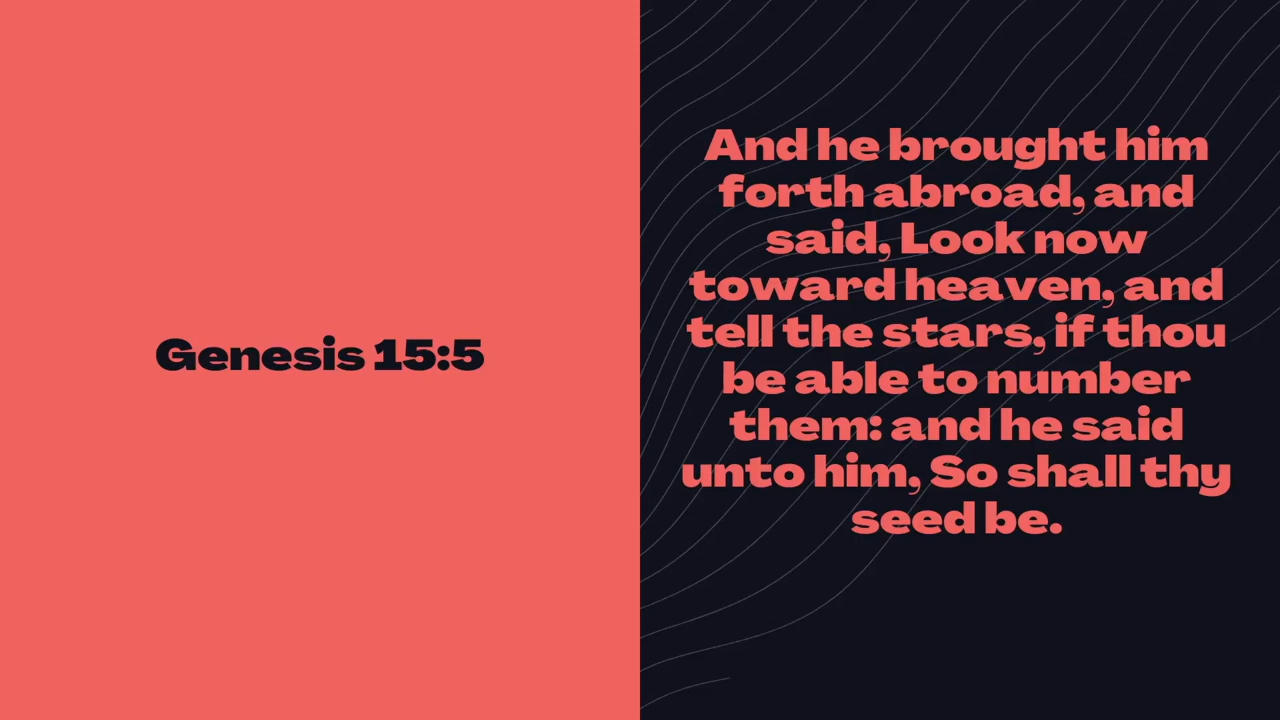 Genesis 15:5
And he brought him
forth abroad, and
said, Look now
toward heaven, and
tell the stars, if thou
be able to number
them: and he said
unto him, So shall thy
seed be.